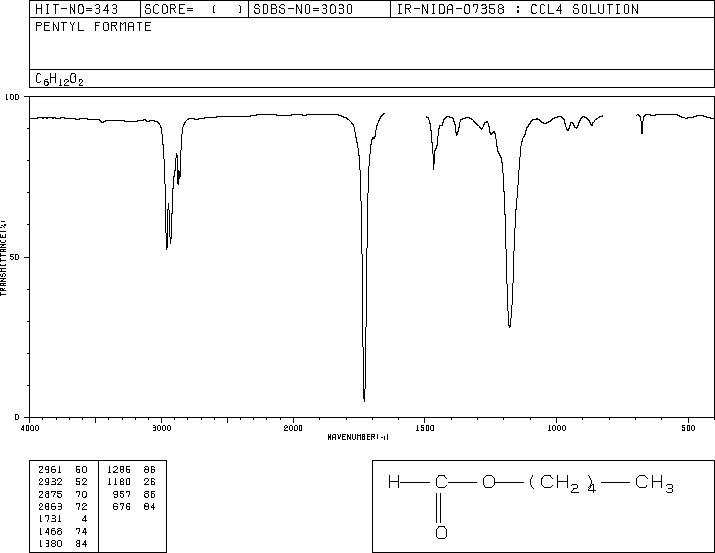 HIT-NO=343 SCORE= ( ) SDBS-NO=3030 IR-NIDA-07358 : CCL4 SOLUTION
PENTYL FORMATE
C6H12O2
100
50
0
TRANSMITTANCE(%)
4000 3000 2000 1500 1000 500
WAVENUMBER(-1)
2961 60 1286 86
2932 52 1180 26
2875 70 957 86
2863 72 676 84
1731 4
1466 74
1380 84
H C O (CH2)4 CH3
O